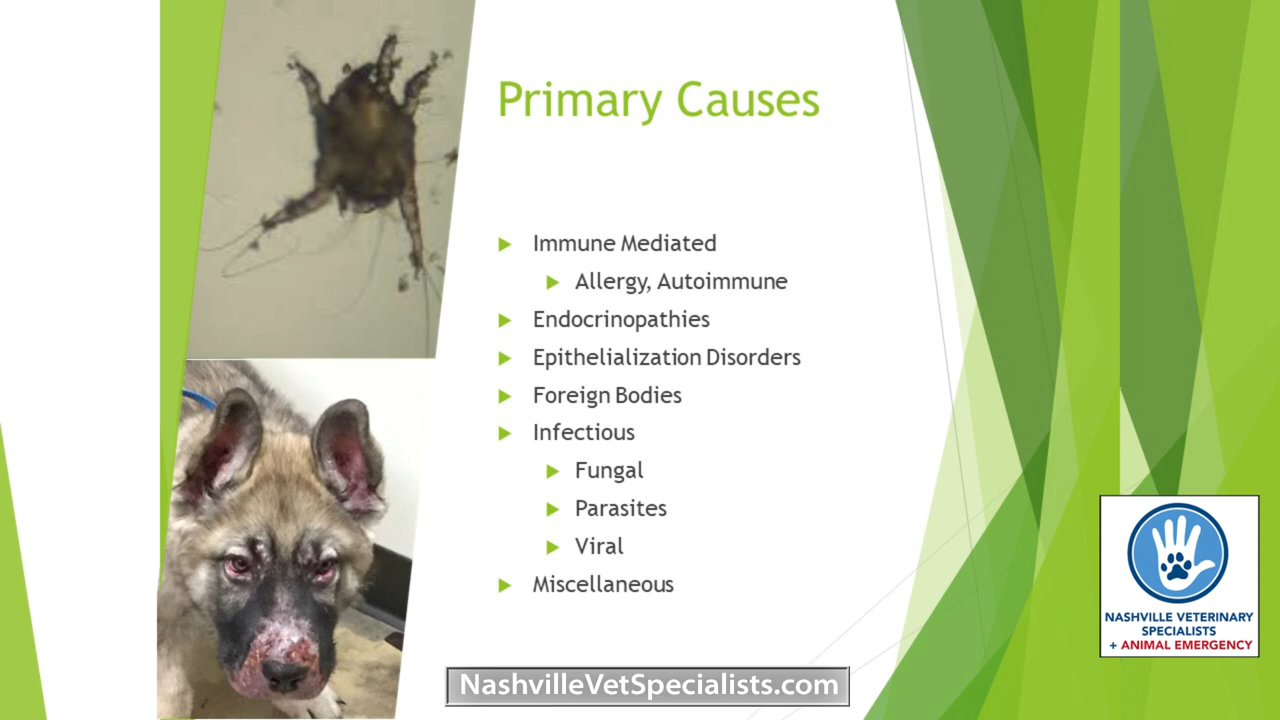 Primary Causes
Immune Mediated
Allergy, Autoimmune
Endocrinopathies
Epithelialization Disorders
Foreign Bodies
Infectious
Fungal
Parasites
Viral
Miscellaneous
NASHVILLE VETERINARY
SPECIALISTS
+ ANIMAL EMERGENCY
NashvilleVetSpecialists.com